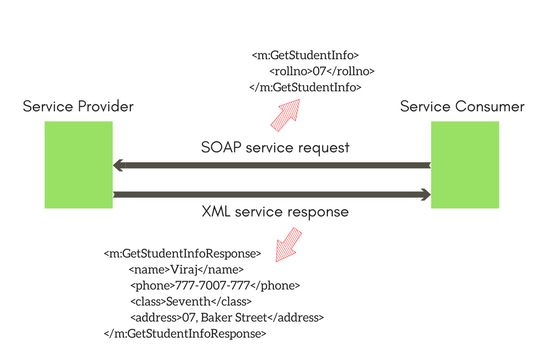 <m:GetStudentInfo>
<rollno>07</rollno>
</m:GetStudentInfo>
Service Provider
Service Consumer
SOAP service request
XML service response
<m:GetStudentInfoResponse>
<name>Viraj</name>
<phone>777-7007-777</phone>
<class>Seventh</class>
<address>07, Baker Street</address>
</m:GetStudentInfoResponse>